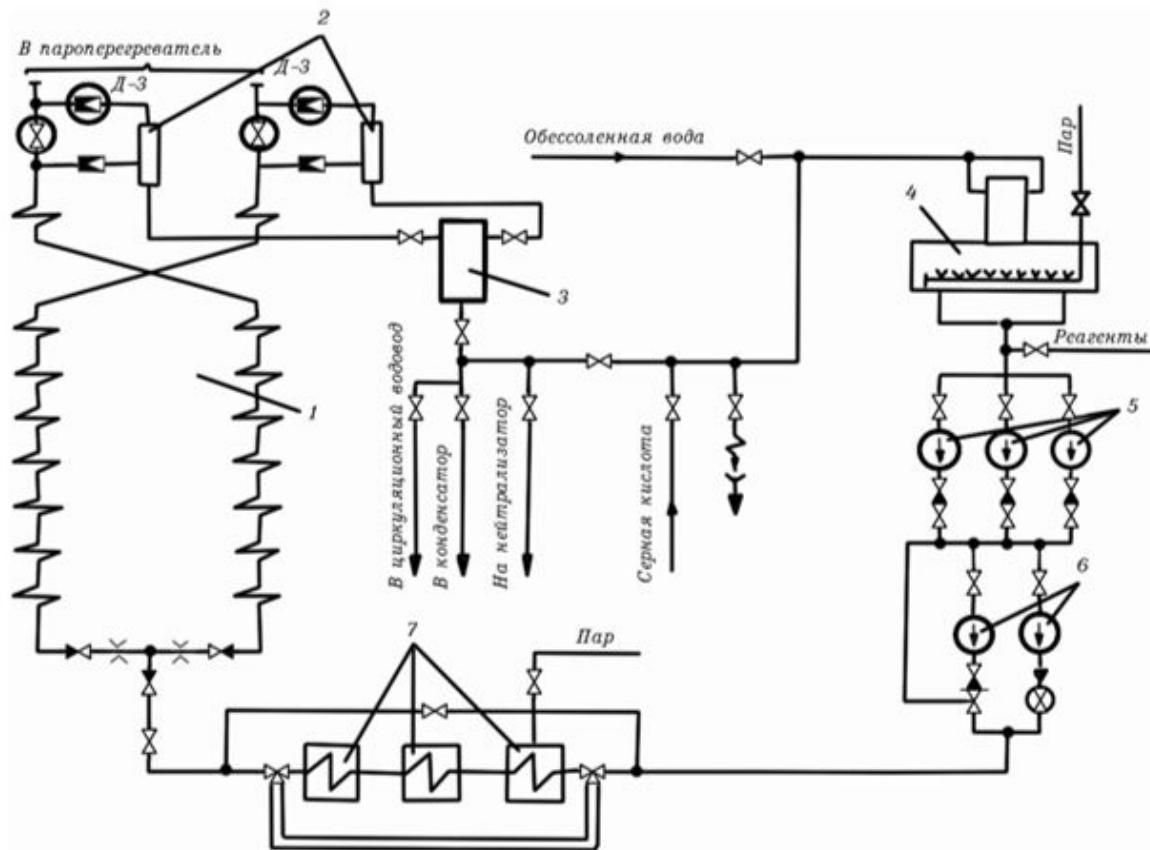 2
В пароперегреватель
Д-3
Д-3
Обессоленная вода
Пар
4
3
Реагенты
1
5
В циркуляционный водовод
В конденсатор
На нейтрализатор
Серная кислота
6
7
Пар